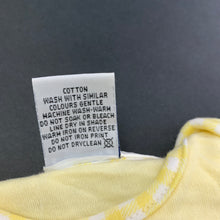 COTTON
WASH WITH SIMILAR
COLOURS GENTLE
MACHINE WASH-WARM
DO NOT SOAK OR BLEACH
LINE DRY IN SHADE
WARM IRON ON REVERSE
DO NOT IRON PRINT
DO NOT DRYCLEAN